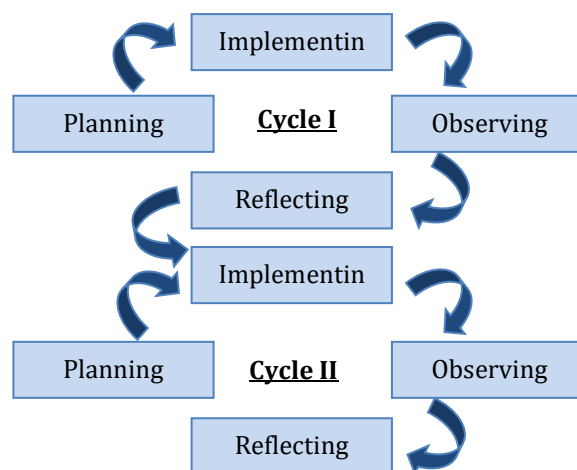 Implementin
Planning
Cycle I
Observing
Reflecting
Implementin
Planning
Cycle II
Observing
Reflecting